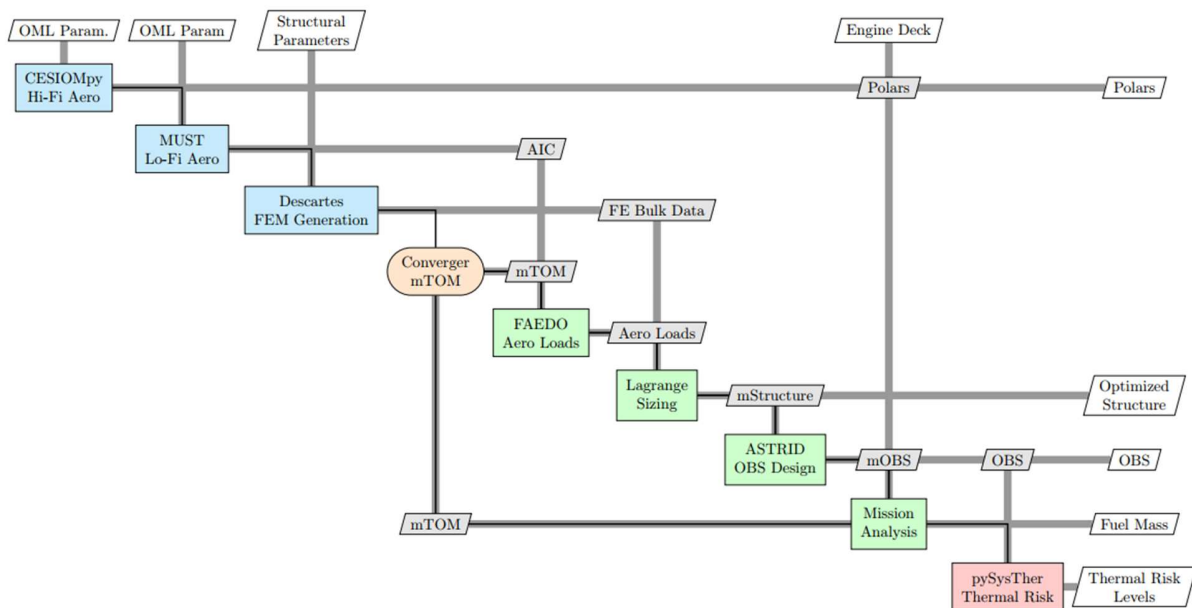 OML Param.
OML Param
Structural
Parameters
Engine Deck
CESIOMpy
Hi-Fi Aero
Polars
Polars
MUST
Lo-Fi Aero
AIC
Descartes
FEM Generation
FE Bulk Data
Converger
mTOM
mTOM
FAEDO
Aero Loads
Aero Loads
Lagrange
Sizing
mStructure
Optimized
Structure
ASTRID
OBS Design
mOBS
OBS
OBS
mTOM
Mission
Analysis
Fuel Mass
pySysTher
Thermal Risk
Thermal Risk
Levels